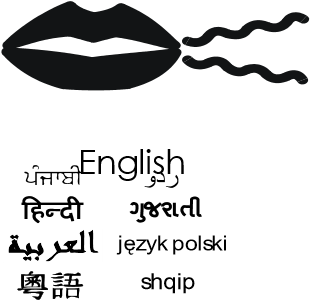 English
ਪੰਜਾਬੀ اردو
हिन्दी ગુજરાતી
العربية język polski
粵語 shqip